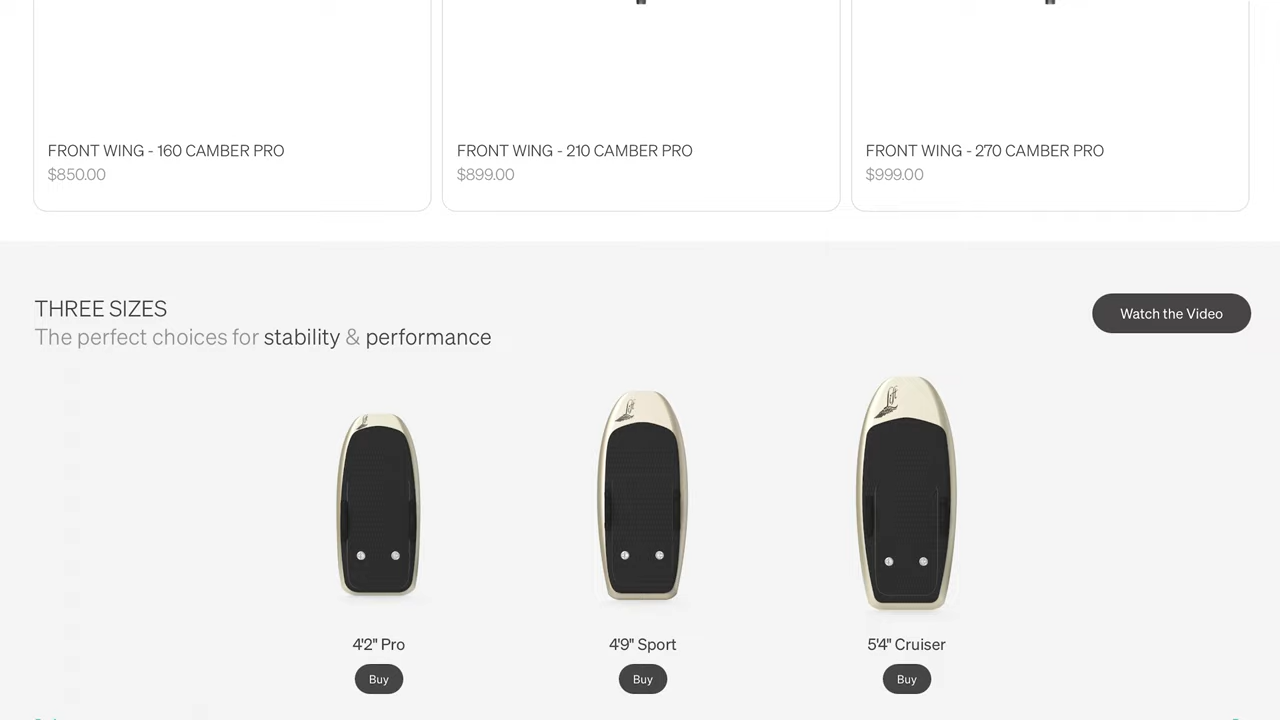 FRONT WING - 160 CAMBER PRO
$850.00
FRONT WING - 210 CAMBER PRO
$899.00
FRONT WING - 270 CAMBER PRO
$999.00
THREE SIZES
The perfect choices for stability & performance
Watch the Video
4'2" Pro
4'9" Sport
5'4" Cruiser
Buy
Buy
Buy